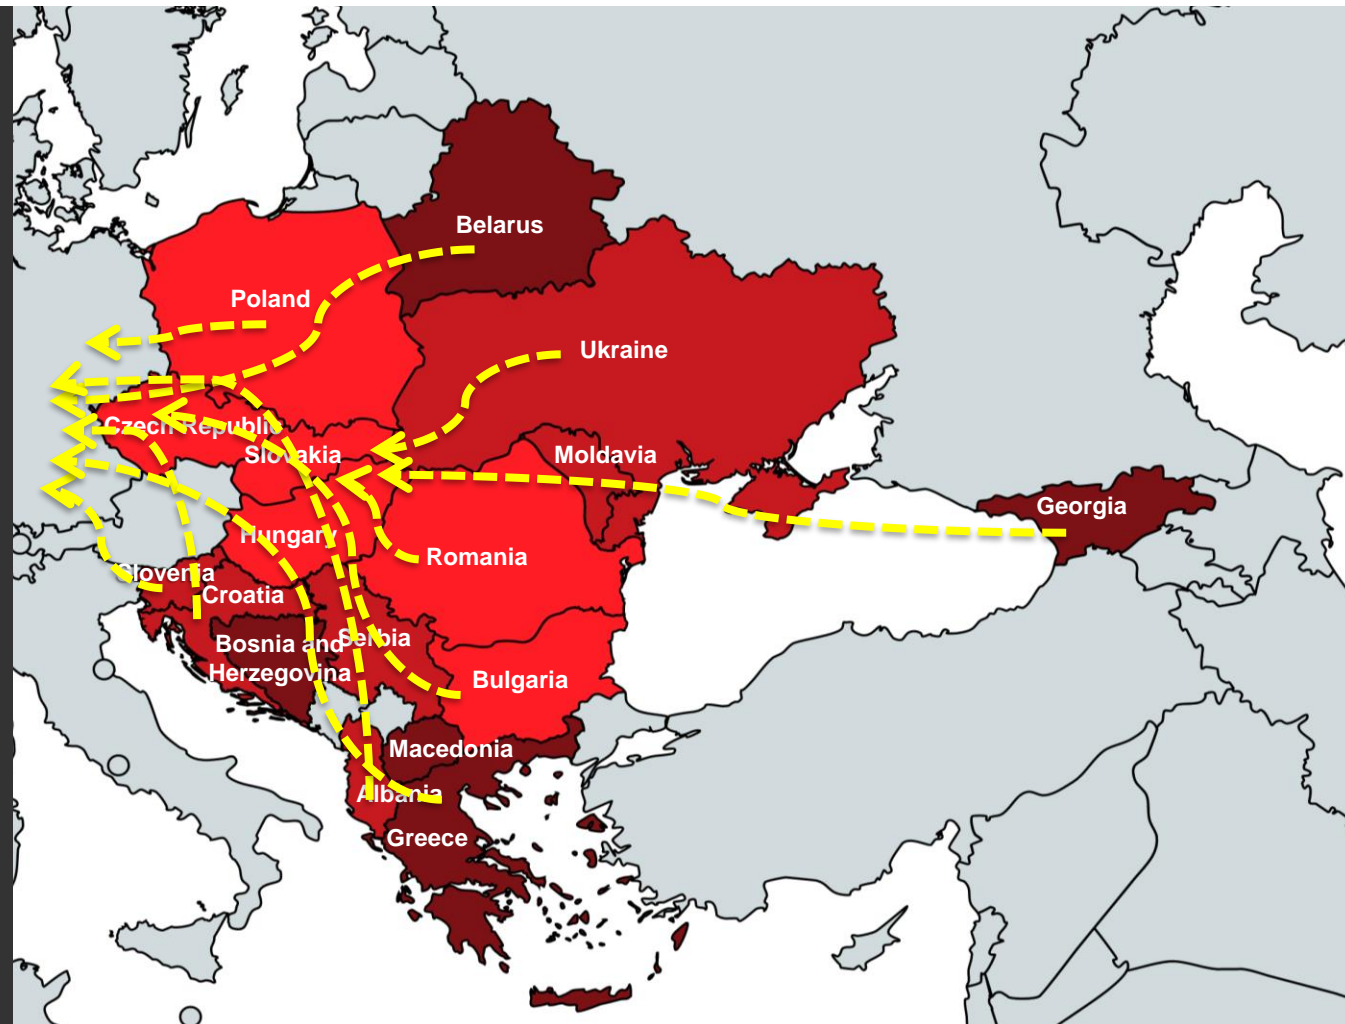 Belarus
Poland
Ukraine
Czech Republic
Slovakia
Moldavia
Georgia
Hungary
Romania
Slovenia
Croatia
Bosnia and
Herzegovina
Serbia
Bulgaria
Macedonia
Albania
Greece